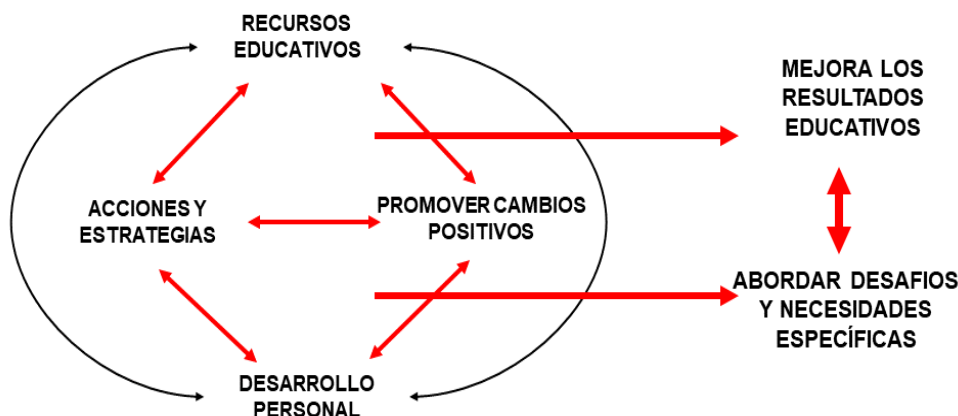 RECURSOS
EDUCATIVOS
MEJORA LOS
RESULTADOS
EDUCATIVOS
ACCIONES Y
ESTRATEGIAS
PROMOVER CAMBIOS
POSITIVOS
ABORDAR DESAFIOS
Y NECESIDADES
ESPECÍFICAS
DESARROLLO
PERSONAL